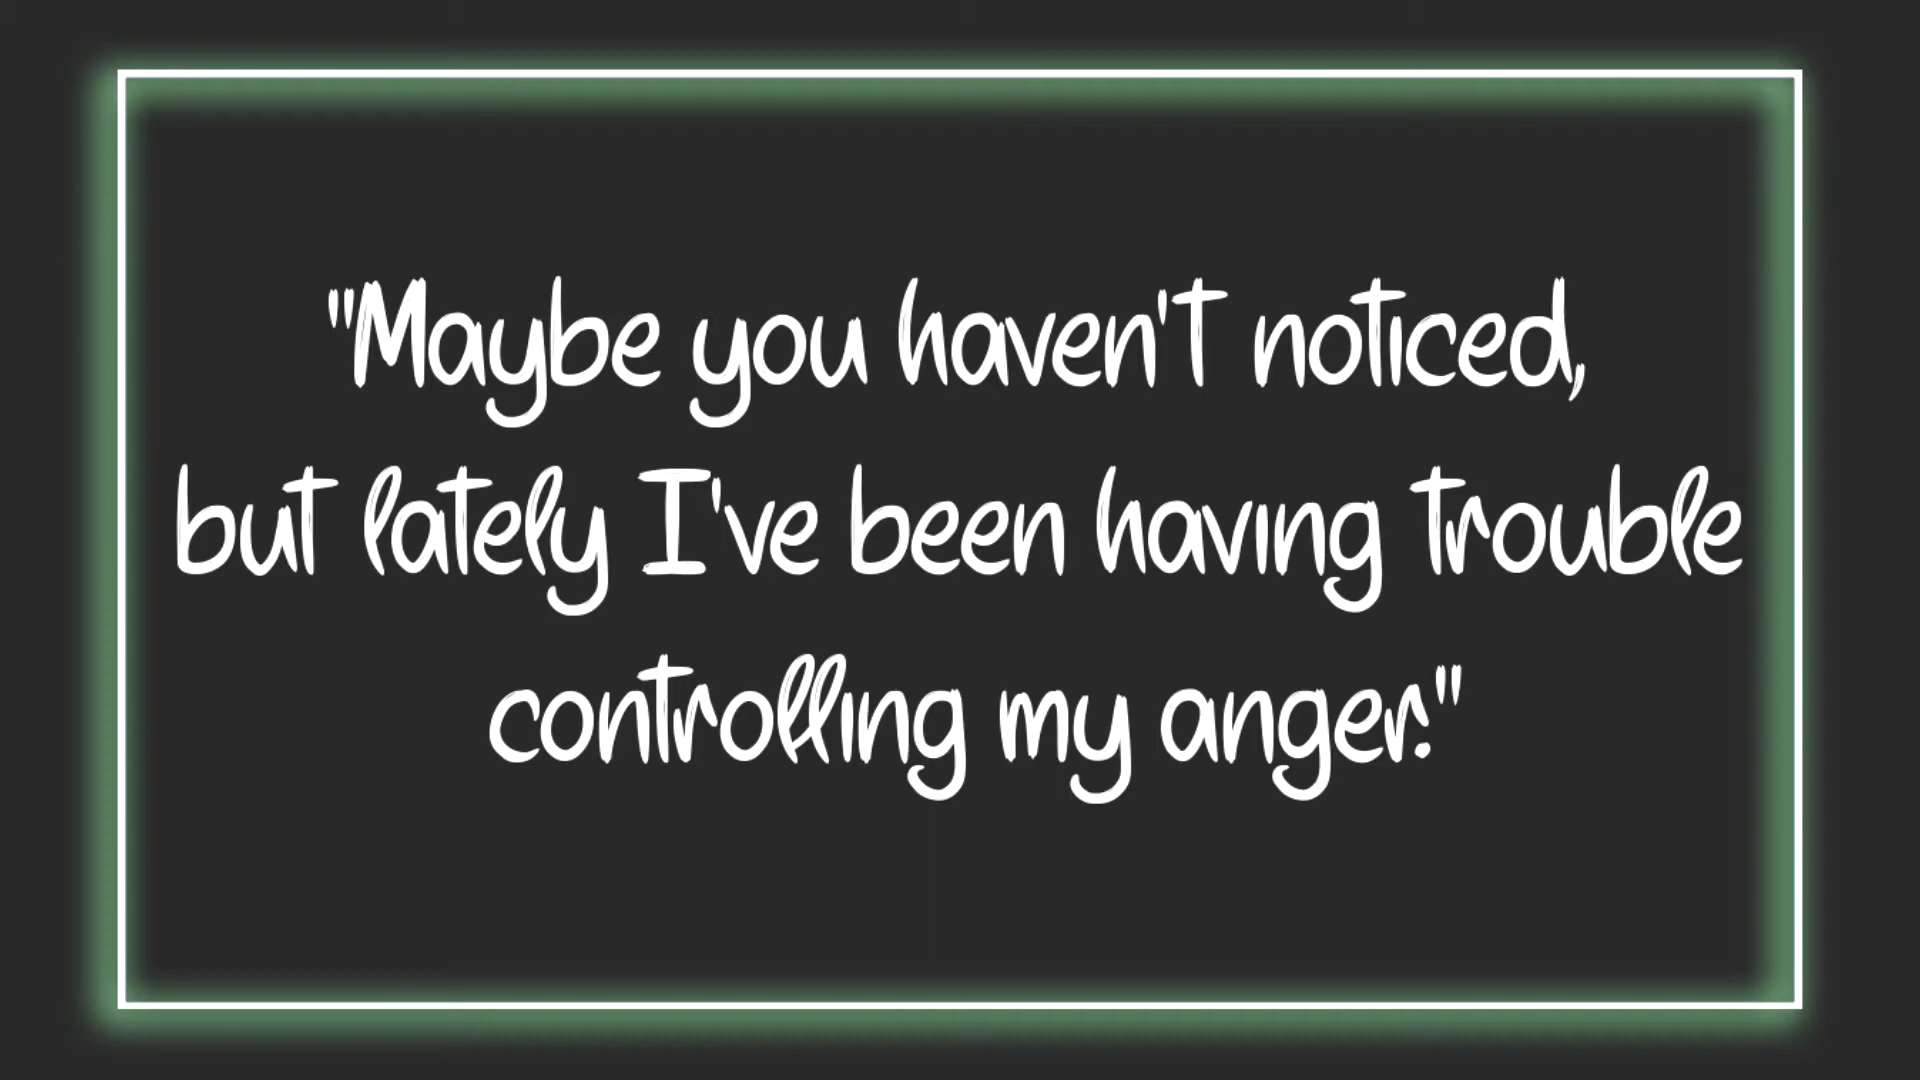 "Maybe you haven't noticed,
but lately I've been having trouble
controlling my anger."